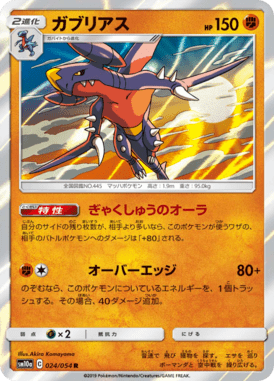 2進化
ガブリアス
HP 150
ガバイトから進化
全国図鑑NO.445 マッハポケモン 高さ：1.9m 重さ：95.0kg
特性 ぎゃくしゅうのオーラ
自分のサイドの残り枚数が、相手より多いなら、このポケモンが使うワザの、
相手のバトルポケモンへのダメージは「+80」される。
オーバーエッジ 80+
のぞむなら、このポケモンについているエネルギーを、1個トラッ
シュする。その場合、40ダメージ追加。
弱点 ×2 抵抗力 にげる
sm10a C 024/054 R
illus.Akira Komayama
©2019 Pokémon/Nintendo/Creatures/GAME FREAK.